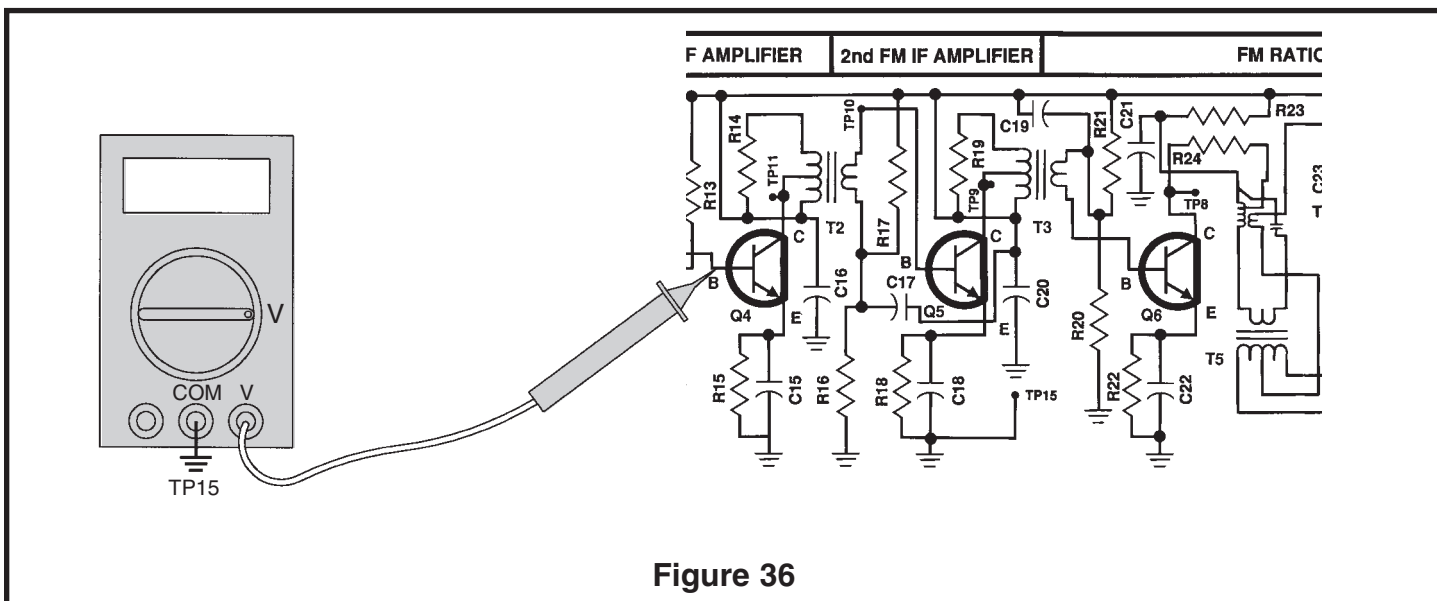 F AMPLIFIER
2nd FM IF AMPLIFIER
FM RATIO
R14
TP10
C19
R21
C21
R23
R19
R24
TP11
TP9
TP8
C23
T
R13
R17
T2
T3
C
C
C
B
B
B
C16
C17
C20
R20
Q4
E
Q5
E
Q6
E
V
T5
R15
C15
R16
R18
C18
TP15
R22
C22
COM V
TP15
Figure 36